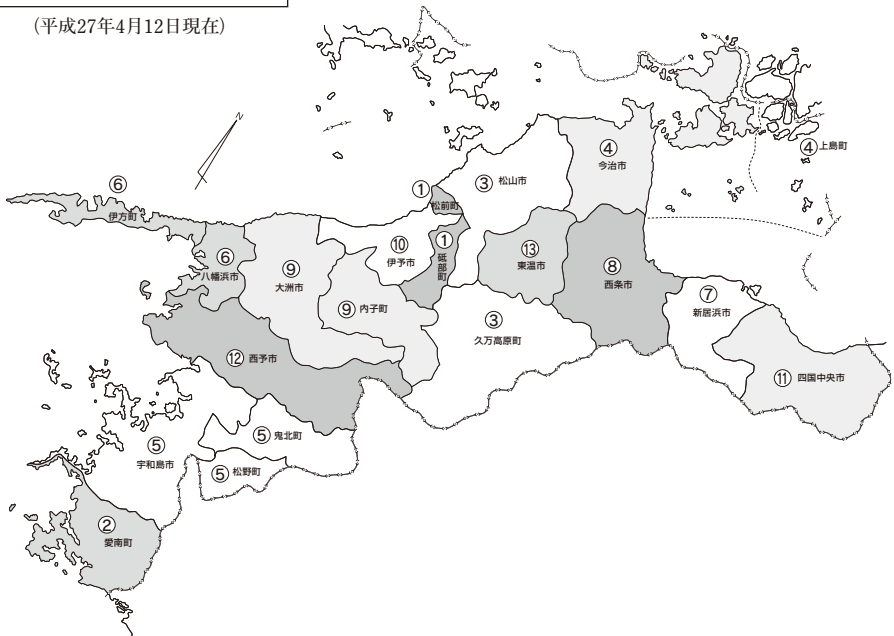 (平成27年4月12日現在)
N
④上島町
④
今治市
③松山市
①
松前町
⑥
伊方町
①
砥部町
⑩
伊予市
⑬
東温市
⑥
八幡浜市
⑨
大洲市
⑧
西条市
⑦
新居浜市
⑨内子町
③
久万高原町
⑫西予市
⑪四国中央市
⑤鬼北町
⑤
宇和島市
⑤松野町
②
愛南町